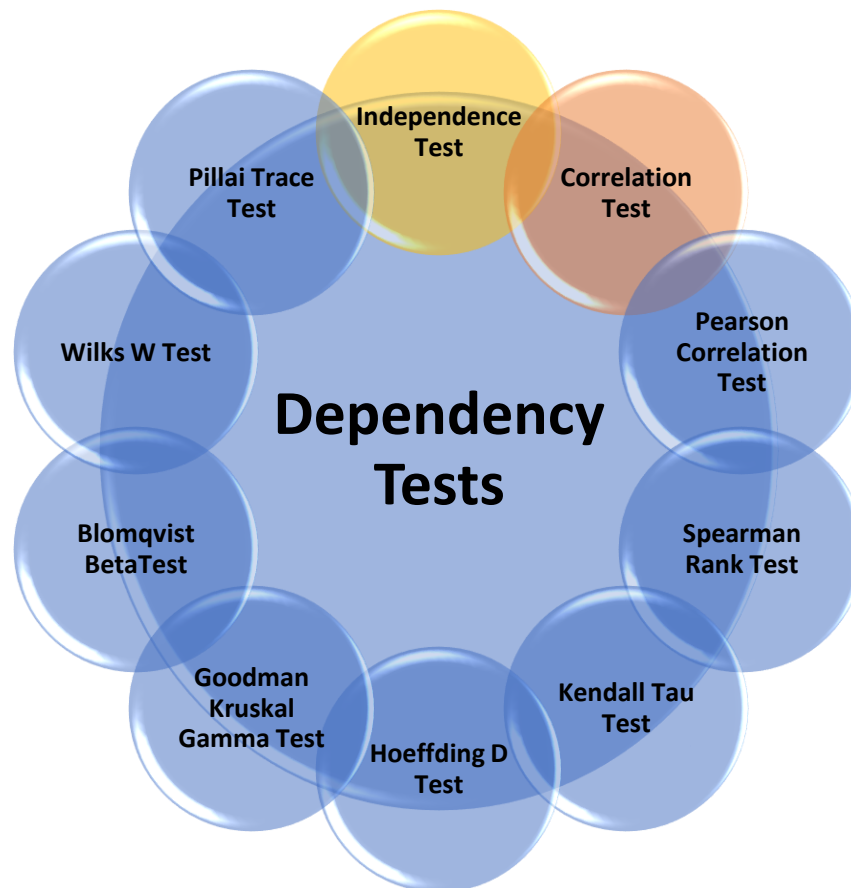 Independence
Test
Correlation
Test
Pearson
Correlation
Test
Spearman
Rank Test
Kendall Tau
Test
Hoeffding D
Test
Goodman
Kruskal
Gamma Test
Blomqvist
BetaTest
Wilks W Test
Pillai Trace
Test
Dependency
Tests